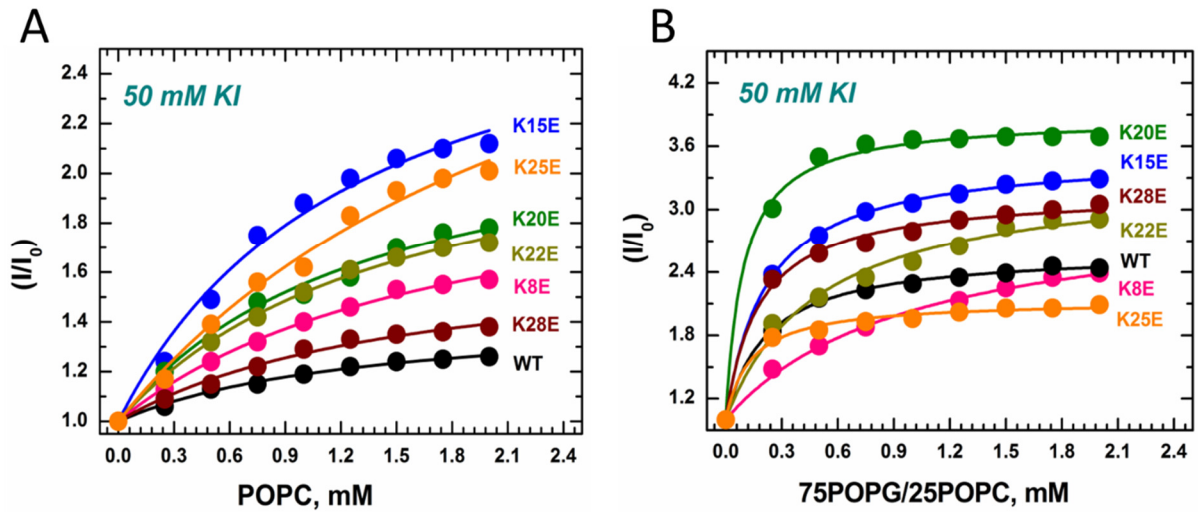 A
50 mM KI
(I/I0)
2.4
2.2
2.0
1.8
1.6
1.4
1.2
1.0
K15E
K25E
K20E
K22E
K8E
K28E
WT
0.0 0.3 0.6 0.9 1.2 1.5 1.8 2.1 2.4
POPC, mM
B
50 mM KI
(I/I0)
4.2
3.6
3.0
2.4
1.8
1.2
K20E
K15E
K28E
K22E
WT
K8E
K25E
0.0 0.3 0.6 0.9 1.2 1.5 1.8 2.1 2.4
75POPG/25POPC, mM